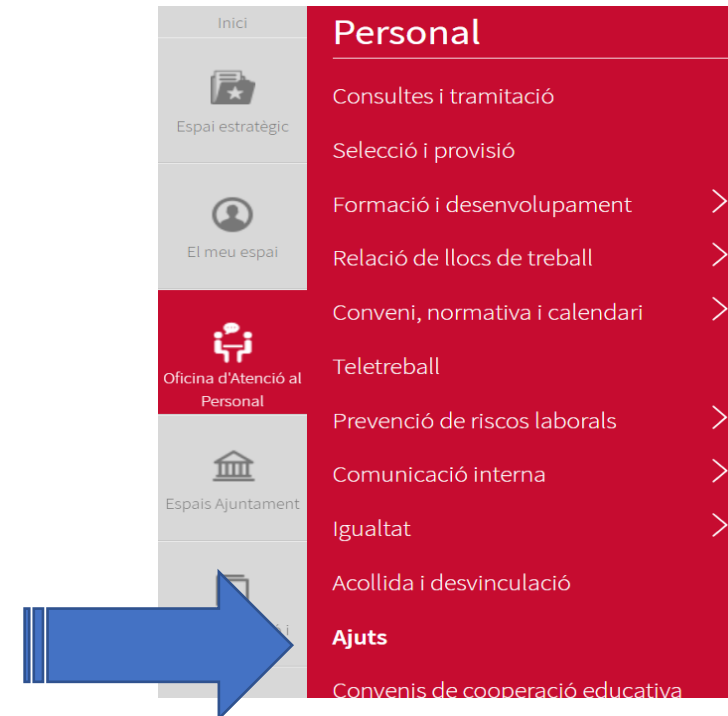 Inici
Espai estratègic
El meu espai
Oficina d'Atenció al
Personal
Espais Ajuntament
i
Personal
Consultes i tramitació
Selecció i provisió
Formació i desenvolupament
Relació de llocs de treball
Conveni, normativa i calendari
Teletreball
Prevenció de riscos laborals
Comunicació interna
Igualtat
Acollida i desvinculació
Ajuts
Convenis de cooperació educativa